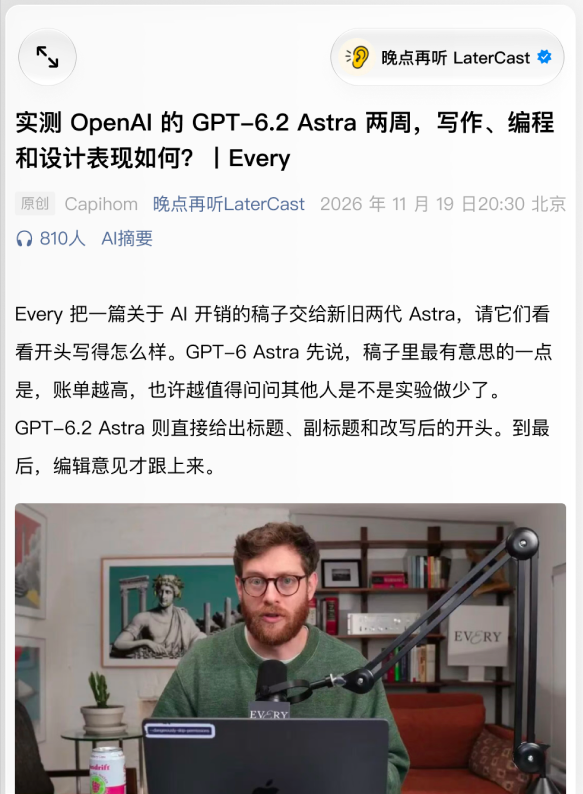 晚点再听 LaterCast
实测 OpenAI 的 GPT-6.2 Astra 两周，写作、编程
和设计表现如何？ | Every
原创 Capihom 晚点再听LaterCast 2026 年 11 月 19 日20:30 北京
810人 AI摘要
Every 把一篇关于 AI 开销的稿子交给新旧两代 Astra，请它们看
看开头写得怎么样。GPT-6 Astra 先说，稿子里最有意思的一点
是，账单越高，也许越值得问问其他人是不是实验做少了。
GPT-6.2 Astra 则直接给出标题、副标题和改写后的开头。到最
后，编辑意见才跟上来。
EVERY
EVERY